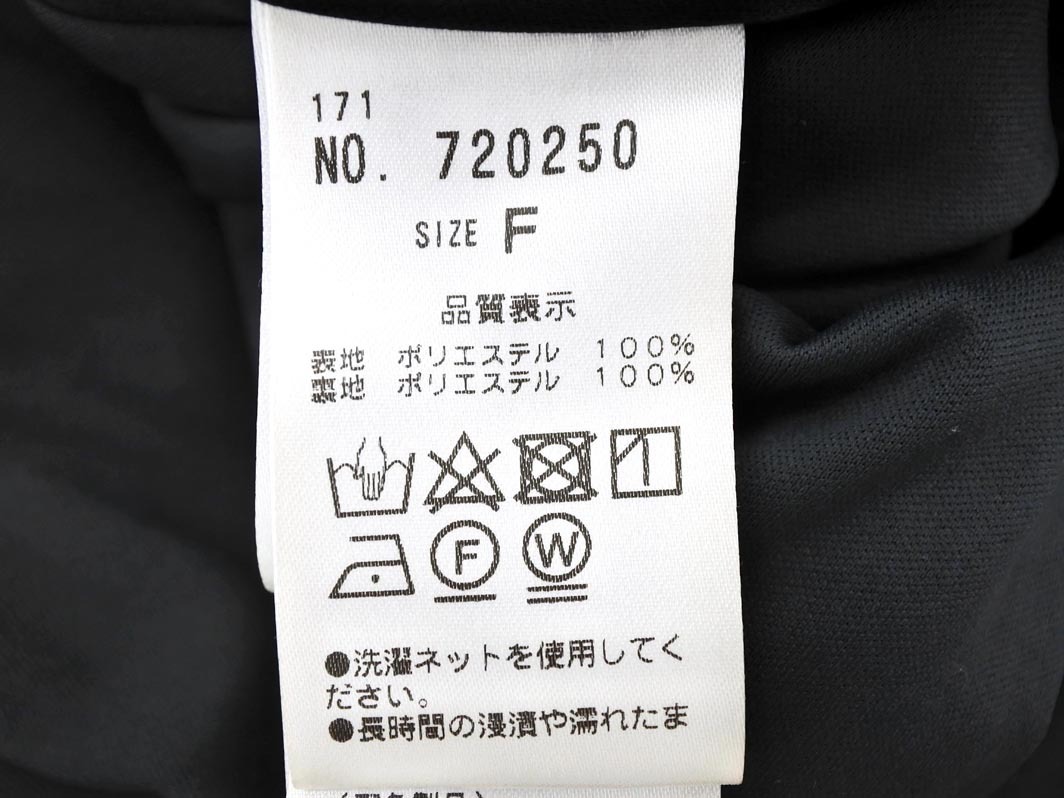 171
NO. 720250
SIZE F
品質表示
表地 ポリエステル 100%
裏地 ポリエステル 100%
F W
●洗濯ネットを使用してく
ださい。
●長時間の浸漬や濡れたま